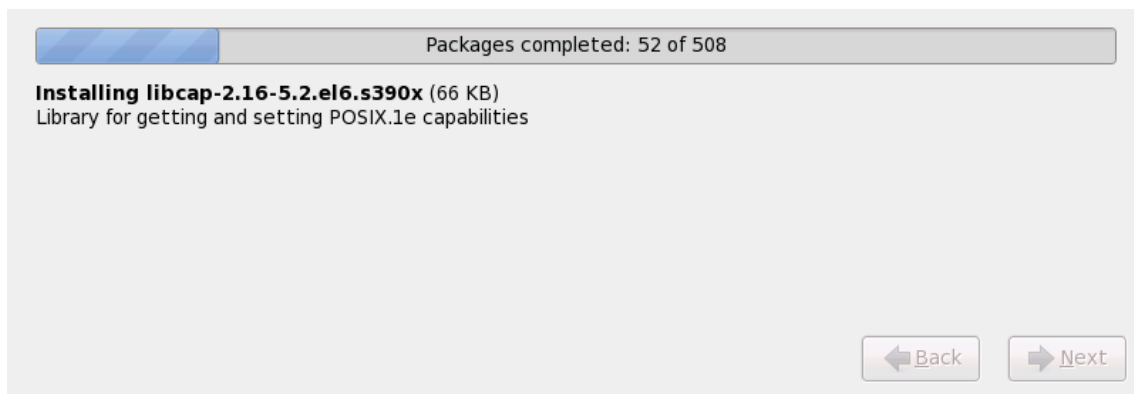 Packages completed: 52 of 508
Installing libcap-2.16-5.2.el6.s390x (66 KB)
Library for getting and setting POSIX.1e capabilities
Back
Next